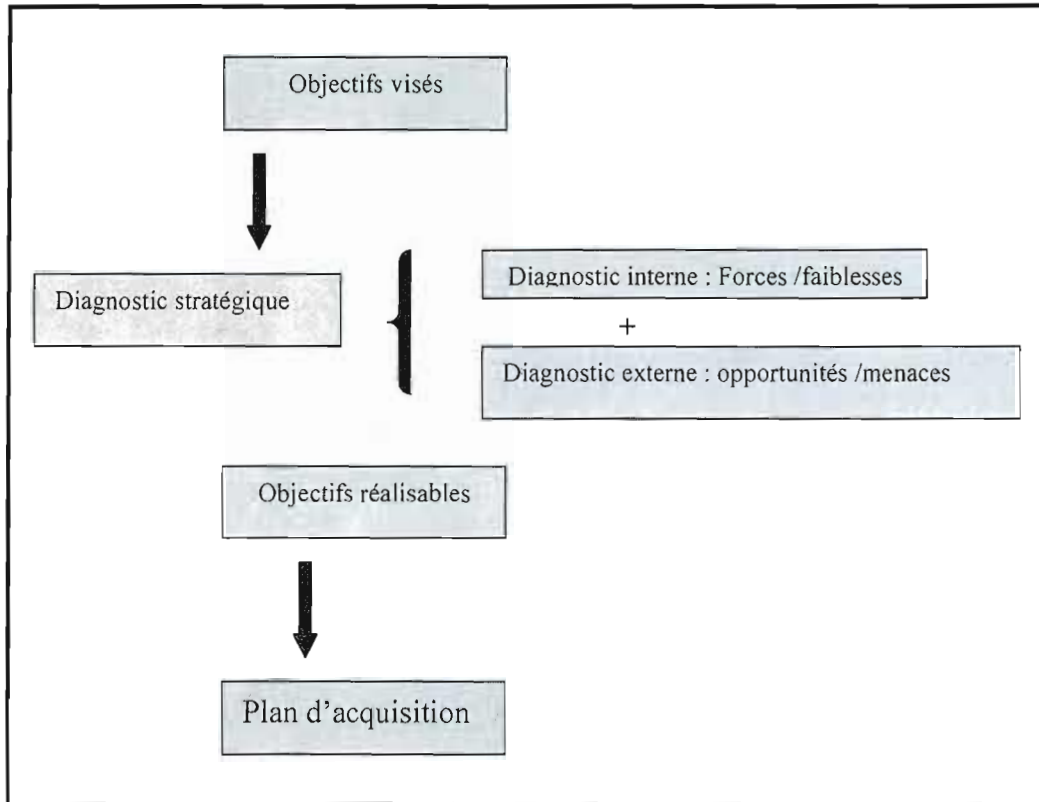 Objectifs visés
Diagnostic stratégique
Diagnostic interne : Forces /faiblesses
+
Diagnostic externe : opportunités /menaces
Objectifs réalisables
Plan d'acquisition